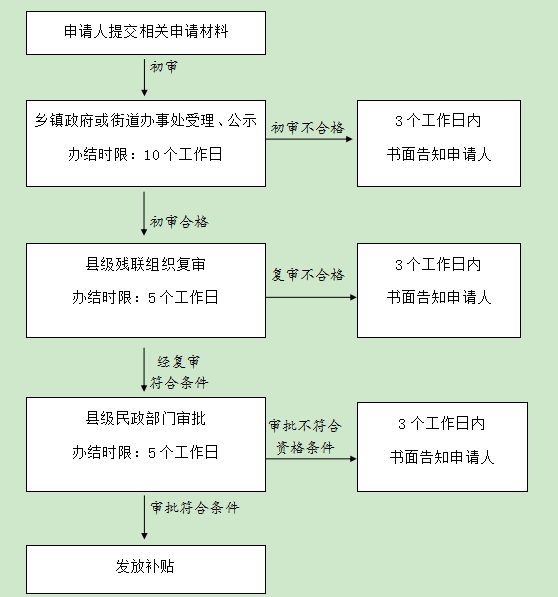 申请人提交相关申请材料
初审
乡镇政府或街道办事处受理、公示
办结时限：10个工作日
初审不合格
3个工作日内
书面告知申请人
初审合格
县级残联组织复审
办结时限：5个工作日
复审不合格
3个工作日内
书面告知申请人
经复审
符合条件
县级民政部门审批
办结时限：5个工作日
审批不符合
资格条件
3个工作日内
书面告知申请人
审批符合条件
发放补贴